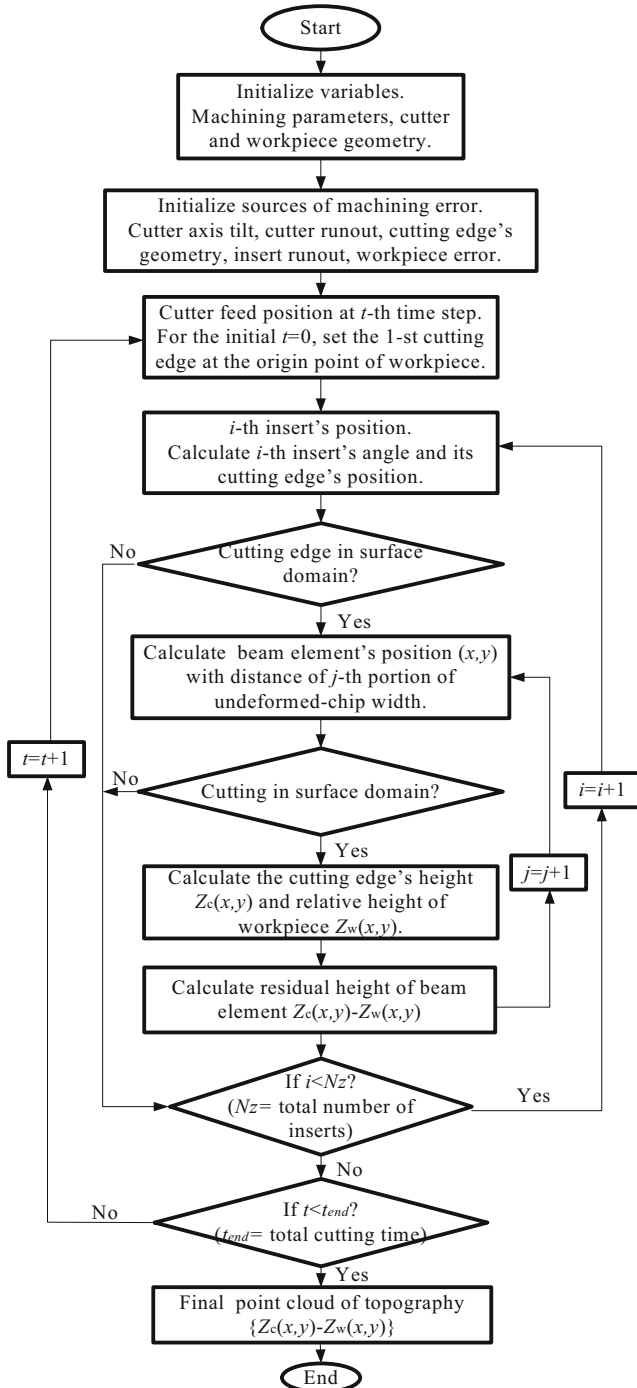 Start
Initialize variables.
Machining parameters, cutter
and workpiece geometry.
Initialize sources of machining error.
Cutter axis tilt, cutter runout, cutting edge's
geometry, insert runout, workpiece error.
Cutter feed position at t-th time step.
For the initial t=0, set the 1-st cutting
edge at the origin point of workpiece.
i-th insert's position.
Calculate i-th insert's angle and its
cutting edge's position.
No
Cutting edge in surface
domain?
Yes
Calculate beam element's position (x,y)
with distance of j-th portion of
undeformed-chip width.
t=t+1
No
Cutting in surface domain?
i=i+1
Yes
Calculate the cutting edge's height
Zc(x,y) and relative height of
workpiece Zw(x,y).
j=j+1
Calculate residual height of beam
element Zc(x,y)-Zw(x,y)
If i<Nz?
(Nz= total number of
inserts)
Yes
No
If t<tend?
(tend= total cutting time)
No
Yes
Final point cloud of topography
{Zc(x,y)-Zw(x,y)}
End